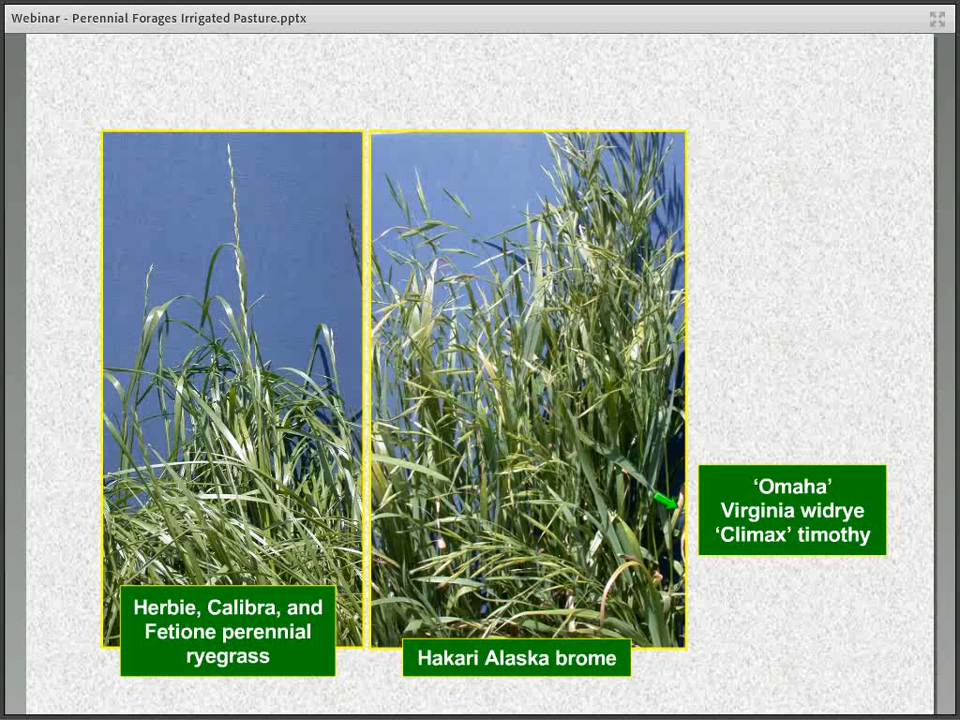 Webinar - Perennial Forages Irrigated Pasture.pptx
‘Omaha’
Virginia widrye
‘Climax’ timothy
Herbie, Calibra, and
Fetione perennial
ryegrass
Hakari Alaska brome